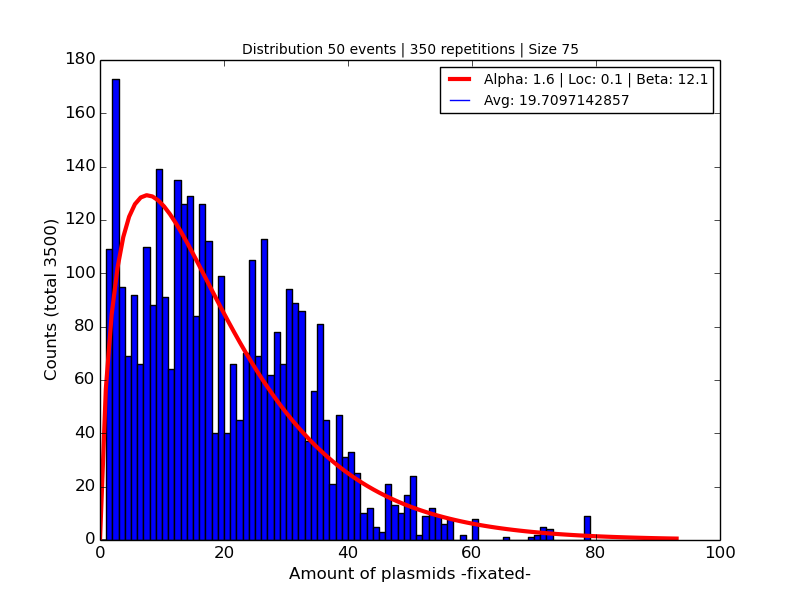 Distribution 50 events | 350 repetitions | Size 75
Alpha: 1.6 | Loc: 0.1 | Beta: 12.1
Avg: 19.7097142857
180
160
140
120
100
80
60
40
20
0
Counts (total 3500)
0 20 40 60 80 100
Amount of plasmids -fixated-